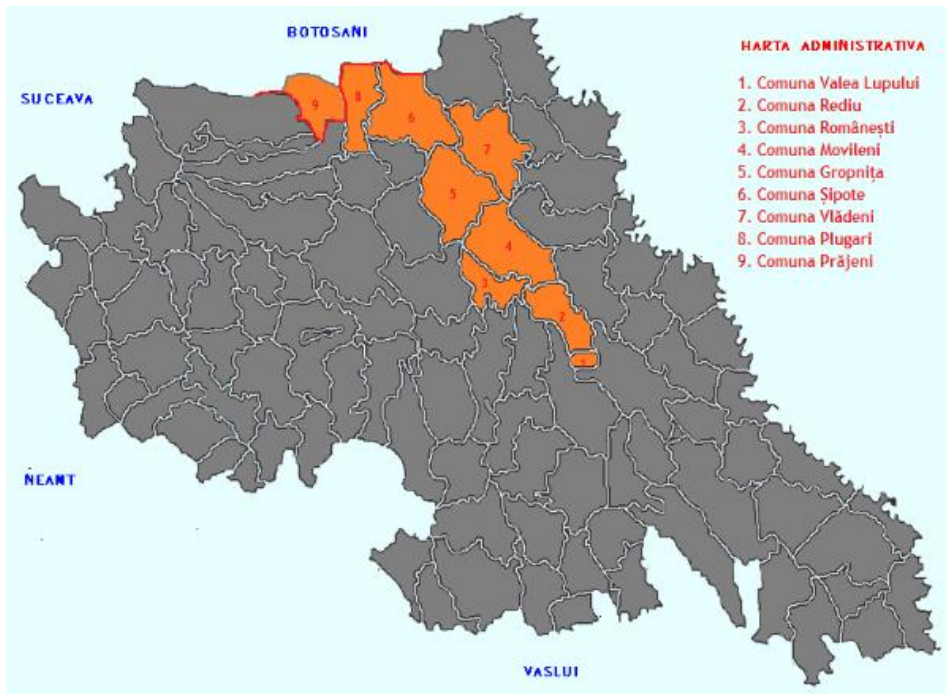 BOTOSANI
SUCEAVA
HARTA ADMINISTRATIVA
1. Comuna Valea Lupului
2. Comuna Rediu
3. Comuna Românești
4. Comuna Movileni
5. Comuna Gropnița
6. Comuna Șipote
7. Comuna Vlădeni
8. Comuna Plugari
9. Comuna Prăjeni
9
8
6
7
5
4
3
2
NEAMT
VASLUI